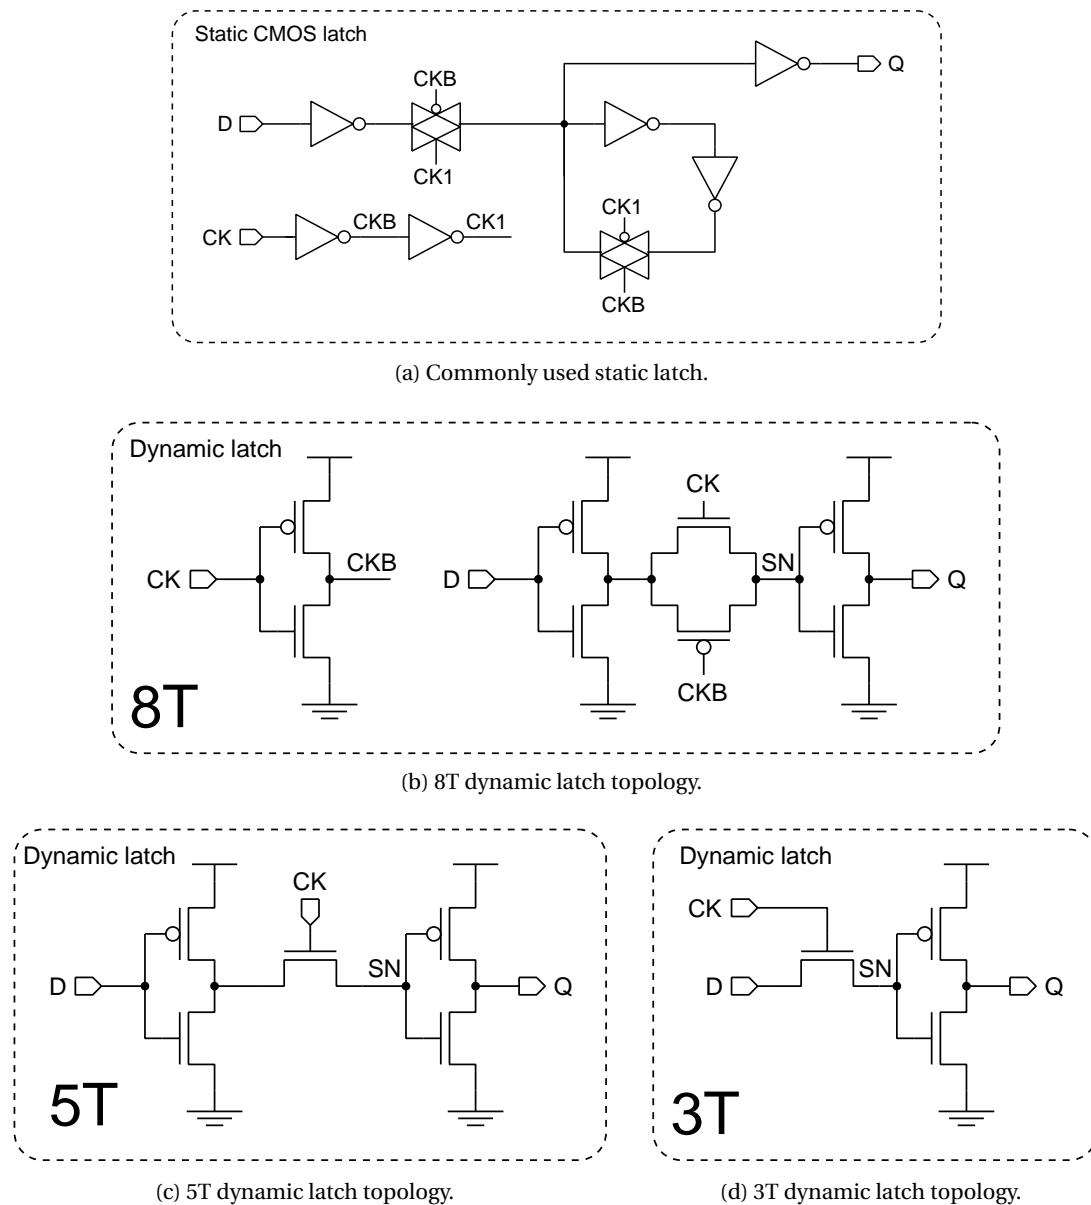 Static CMOS latch
CKB
Q
D
CK1
CK1
CK
CKB
CK1
CKB
(a) Commonly used static latch.
Dynamic latch
CK
CK
CKB
D
SN
Q
CKB
8T
(b) 8T dynamic latch topology.
Dynamic latch
CK
D
SN
Q
5T
(c) 5T dynamic latch topology.
Dynamic latch
CK
D
SN
Q
3T
(d) 3T dynamic latch topology.